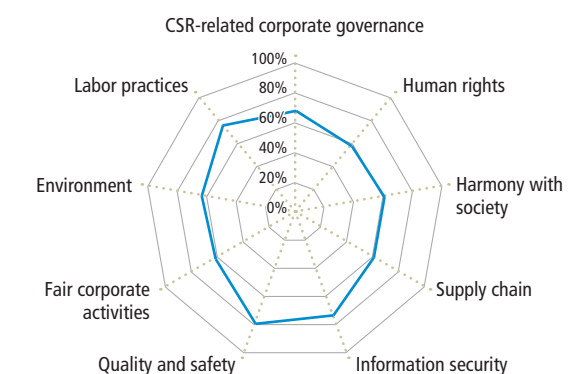 CSR-related corporate governance
100%
80%
60%
40%
20%
0%
Human rights
Harmony with
society
Supply chain
Information security
Quality and safety
Fair corporate
activities
Environment
Labor practices